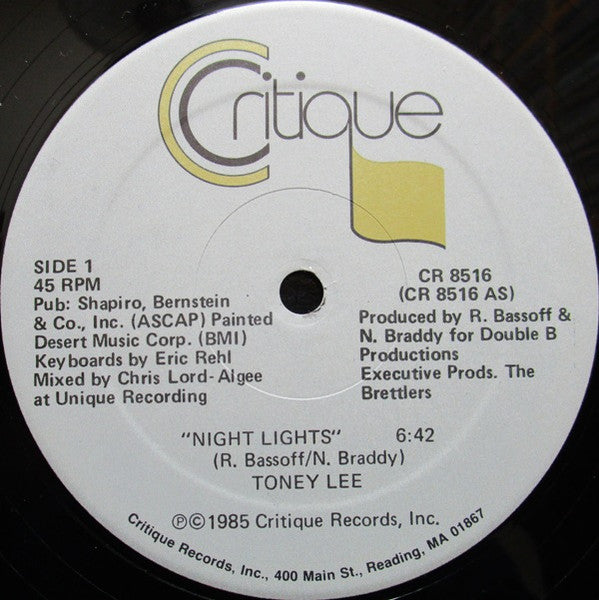 Critique
SIDE 1
45 RPM
Pub: Shapiro, Bernstein
& Co., Inc. (ASCAP) Painted
Desert Music Corp. (BMI)
Keyboards by Eric Rehl
Mixed by Chris Lord-Algee
at Unique Recording
CR 8516
(CR 8516 AS)
Produced by R. Bassoff &
N. Braddy for Double B
Productions
Executive Prods. The
Brettlers
"NIGHT LIGHTS" 6:42
(R. Bassoff/N. Braddy)
TONEY LEE
℗©1985 Critique Records, Inc.
Critique Records, Inc., 400 Main St., Reading, MA 01867